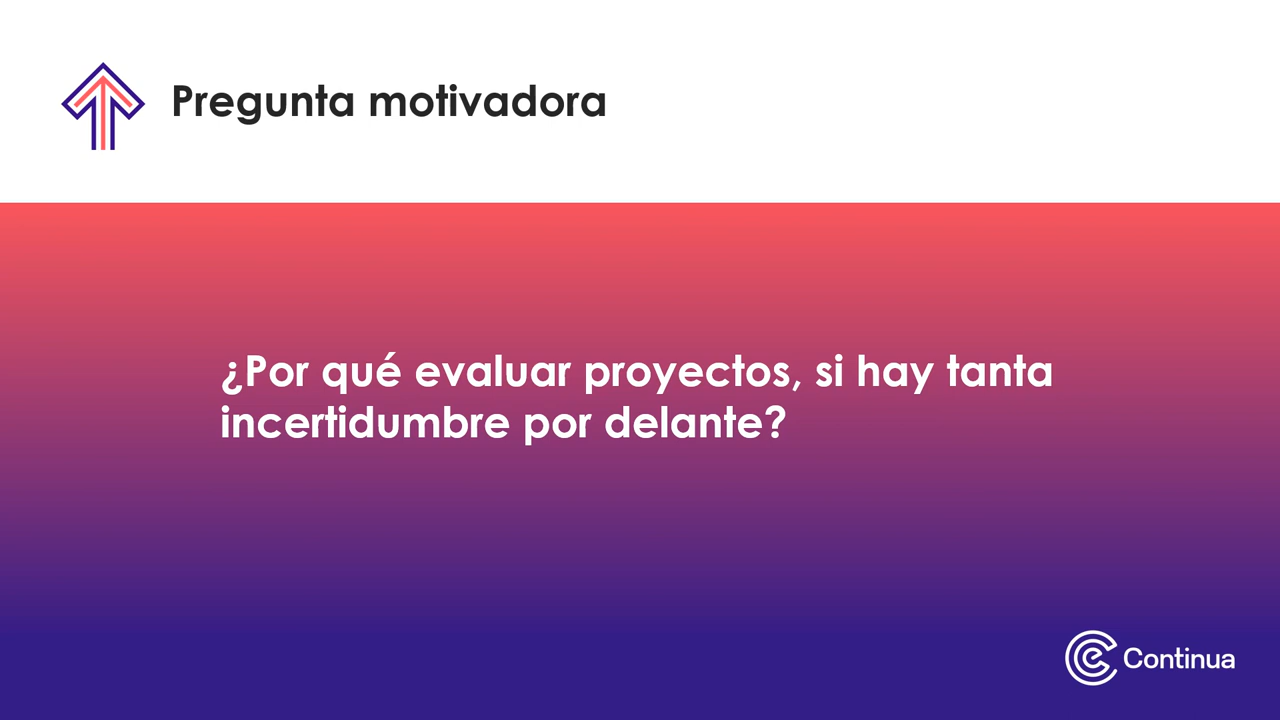 Pregunta motivadora
¿Por qué evaluar proyectos, si hay tanta
incertidumbre por delante?
Continua